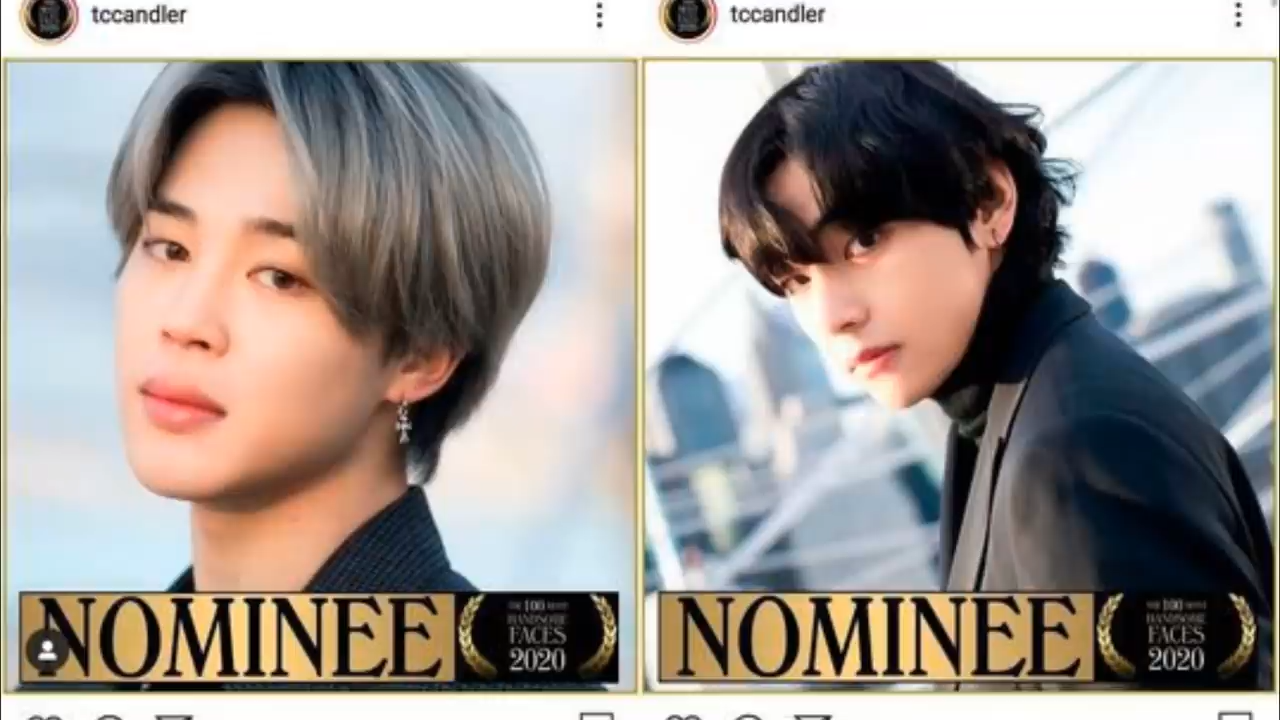 tccandler
tccandler
NOMINEE
THE 100 MOST
HANDSOME
FACES
2020
NOMINEE
THE 100 MOST
HANDSOME
FACES
2020